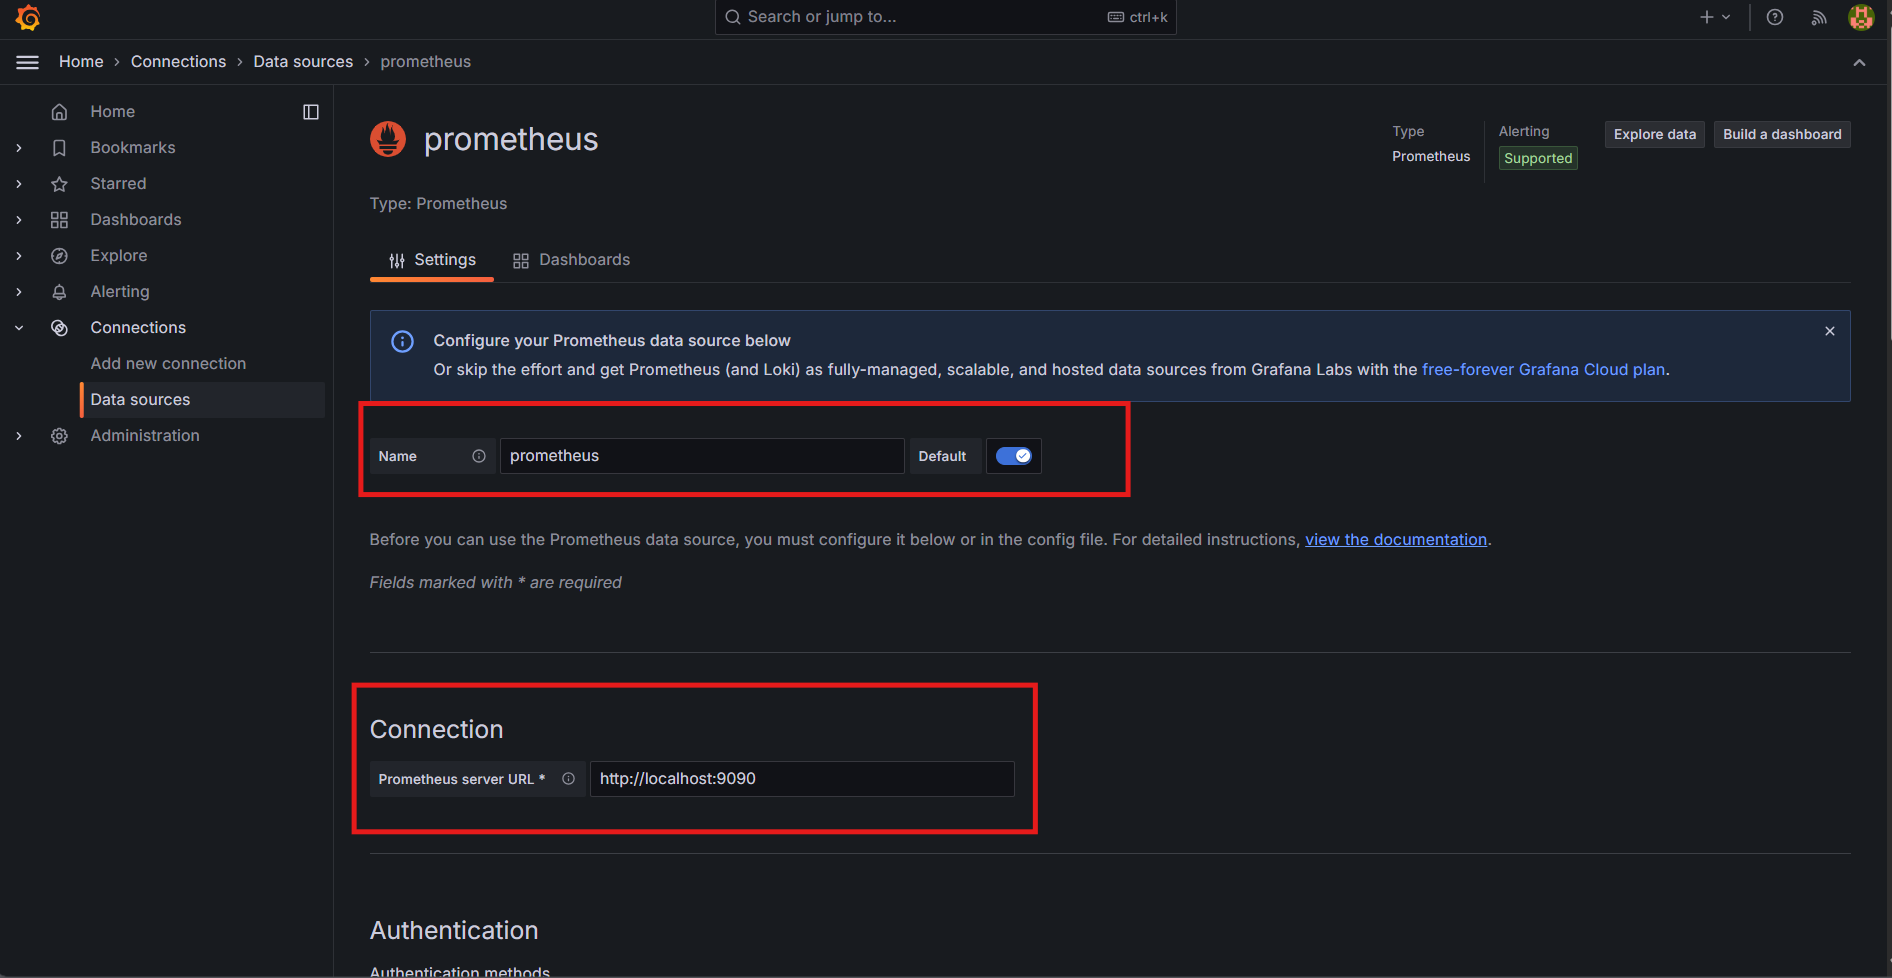 Search or jump to...
ctrl+k
Home › Connections › Data sources › prometheus
Home
Bookmarks
Starred
Dashboards
Explore
Alerting
Connections
Add new connection
Data sources
Administration
prometheus
Type
Prometheus
Alerting
Supported
Explore data
Build a dashboard
Type: Prometheus
Settings
Dashboards
Configure your Prometheus data source below
Or skip the effort and get Prometheus (and Loki) as fully-managed, scalable, and hosted data sources from Grafana Labs with the free-forever Grafana Cloud plan.
Name
prometheus
Default
Before you can use the Prometheus data source, you must configure it below or in the config file. For detailed instructions, view the documentation.
Fields marked with * are required
Connection
Prometheus server URL *
http://localhost:9090
Authentication
Authentication methods